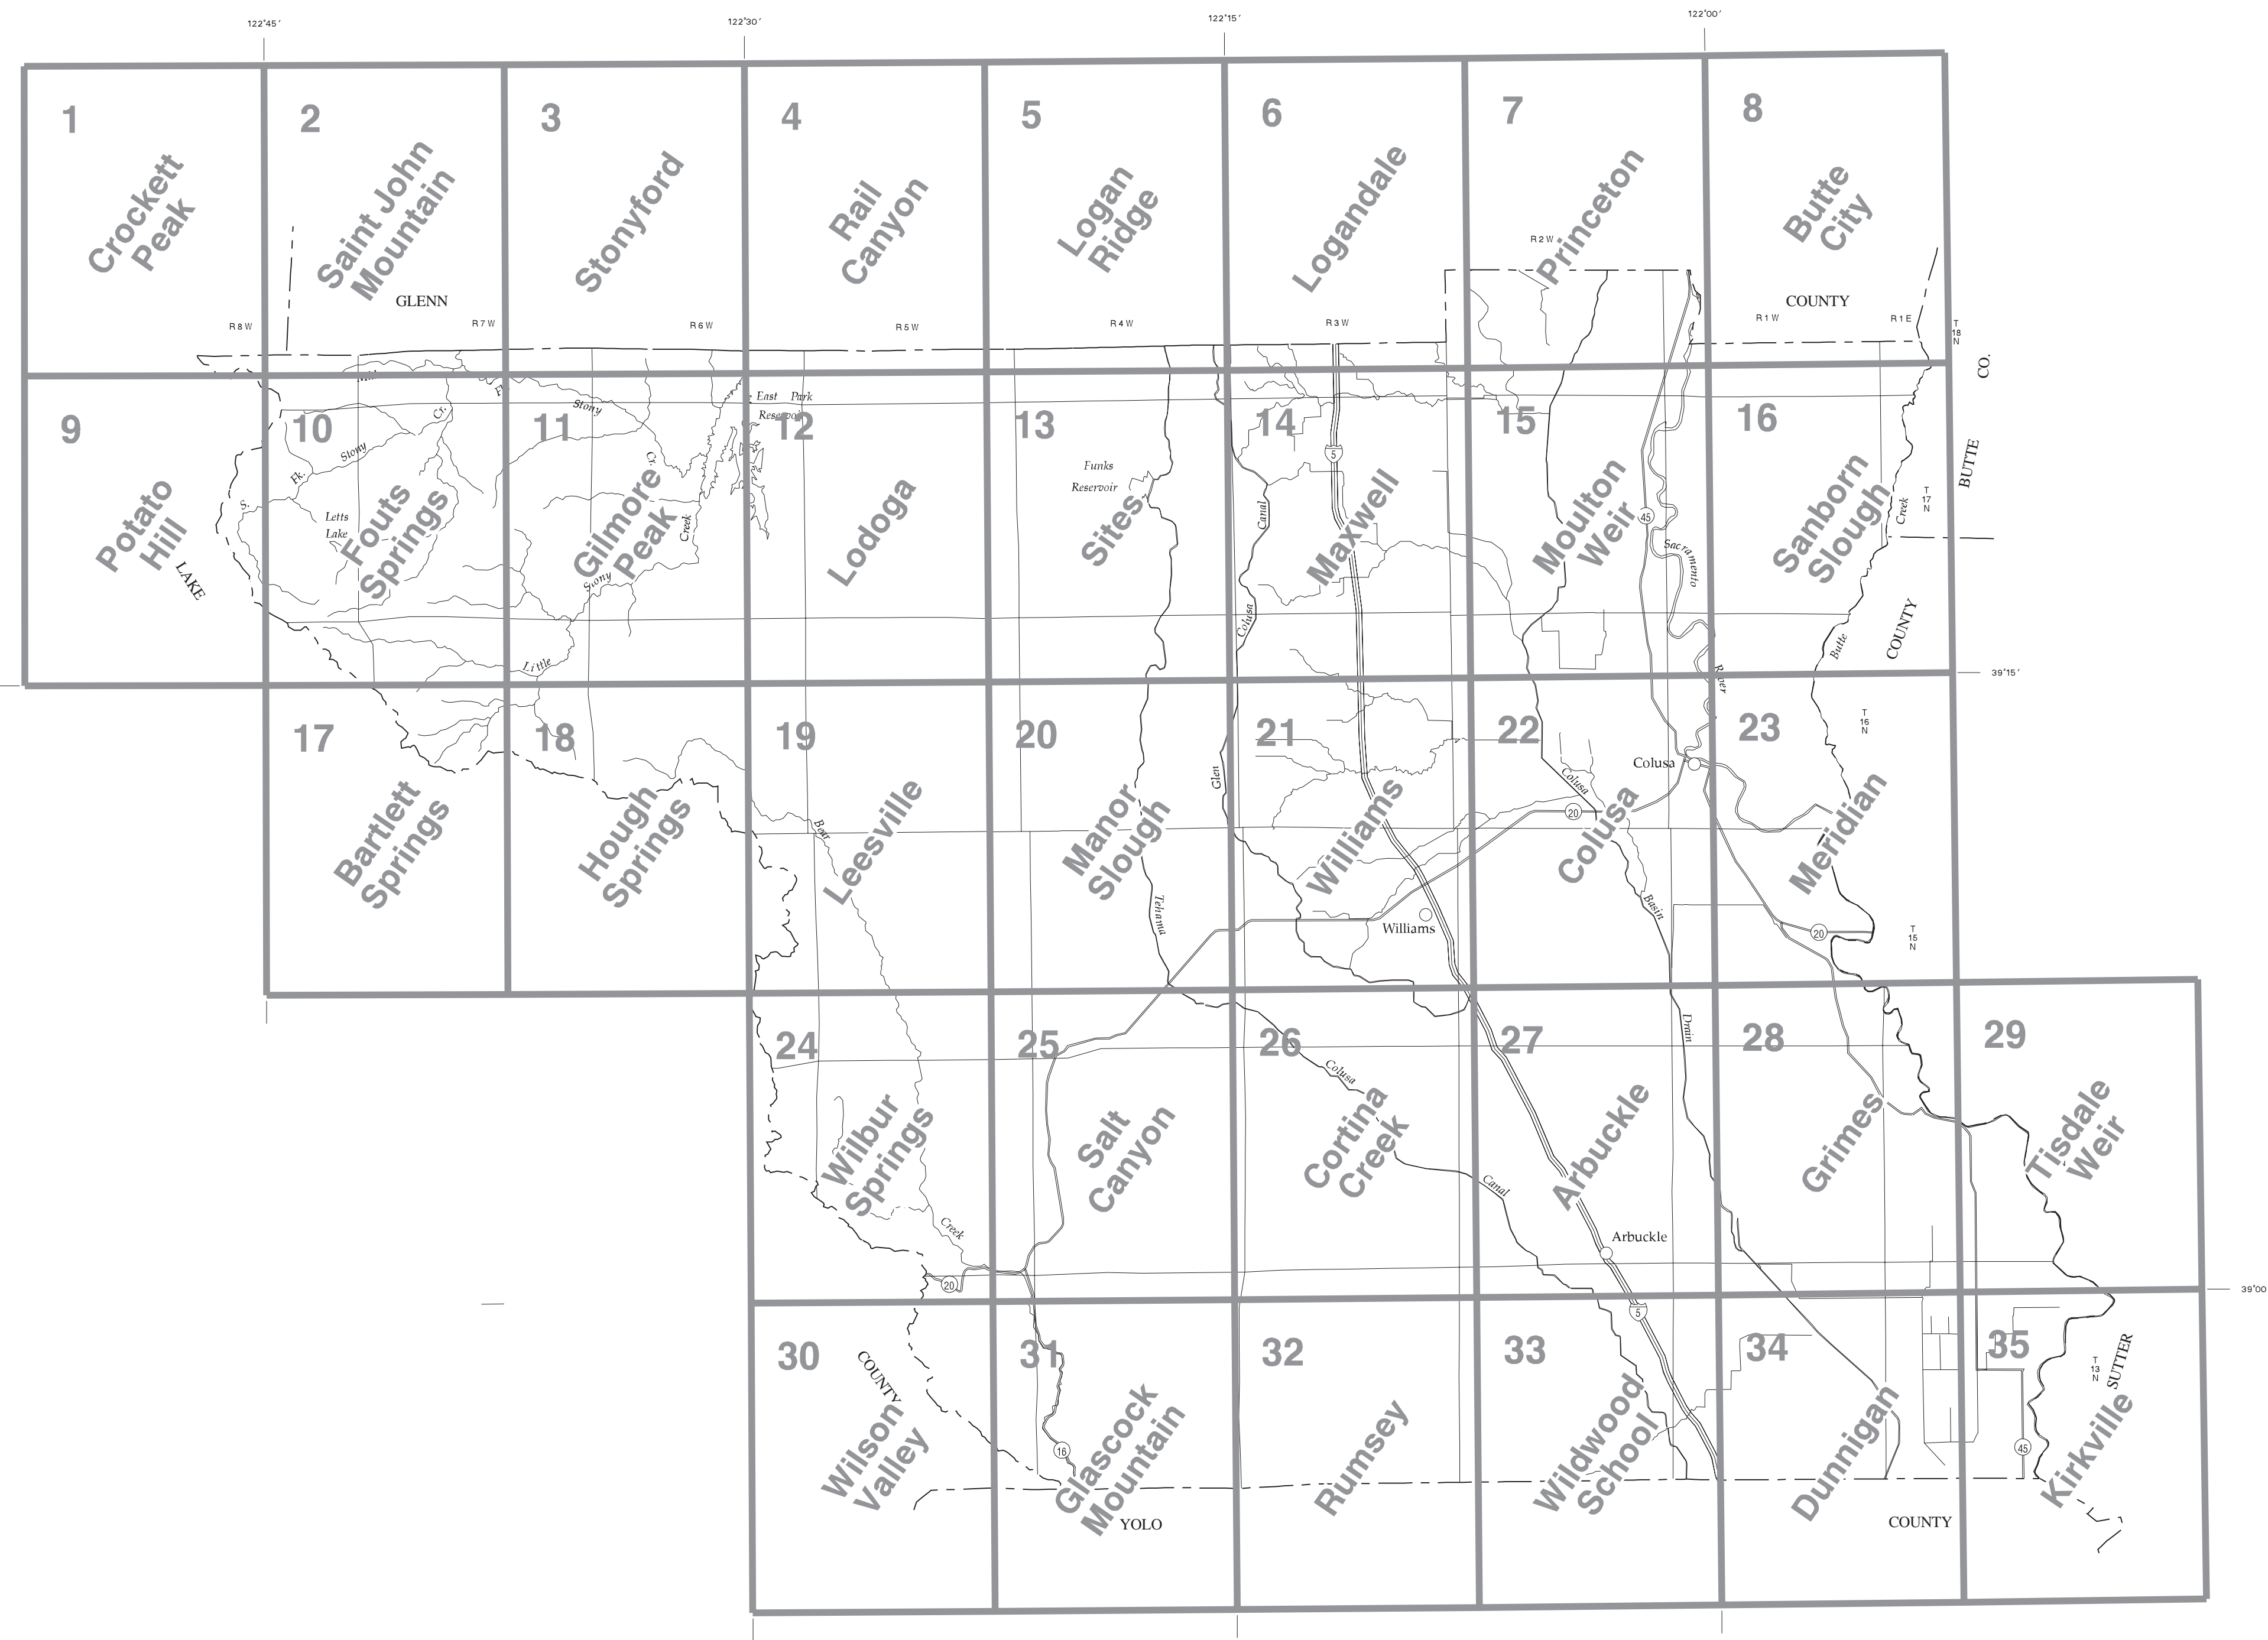 122°45′
122°30′
122°15′
122°00′
1
2
3
4
5
6
7
8
Crockett
Peak
Saint John
Mountain
Stonyford
Rail
Canyon
Logan
Ridge
Logandale
Princeton
Butte
City
R 2 W
GLENN
COUNTY
R 8 W
R 7 W
R 6 W
R 5 W
R 4 W
R 3 W
R 1 W
R 1 E
T
18
N
CO.
9
10
11
12
13
14
15
16
Stony
Cr.
East Park
Reservoir
Stony
Fk.
S.
Cr.
Funks
Reservoir
5
Potato
Hill
LAKE
Letts
Lake
Fouts
Springs
Gilmore
Peak
Creek
Stony
Little
Lodoga
Sites
Canal
Colusa
Maxwell
Moulton
Weir
45
Sacramento
River
Sanborn
Slough
Creek
Butte
T
17
N
BUTTE
COUNTY
39°15′
17
18
19
20
21
22
23
T
16
N
Bartlett
Springs
Hough
Springs
Bear
Leesville
Manor
Slough
Tehama
Glen
Williams
Williams
Colusa
Colusa
20
Colusa
Basin
Meridian
20
T
15
N
24
25
26
27
28
29
Drain
Colusa
Wilbur
Springs
Creek
20
Salt
Canyon
Cortina
Creek
Canal
Arbuckle
Arbuckle
Grimes
Tisdale
Weir
39°00
30
31
32
33
34
35
5
COUNTY
Wilson
Valley
16
Glascock
Mountain
Rumsey
Wildwood
School
Dunnigan
45
Kirkville
T
13
N
SUTTER
YOLO
COUNTY